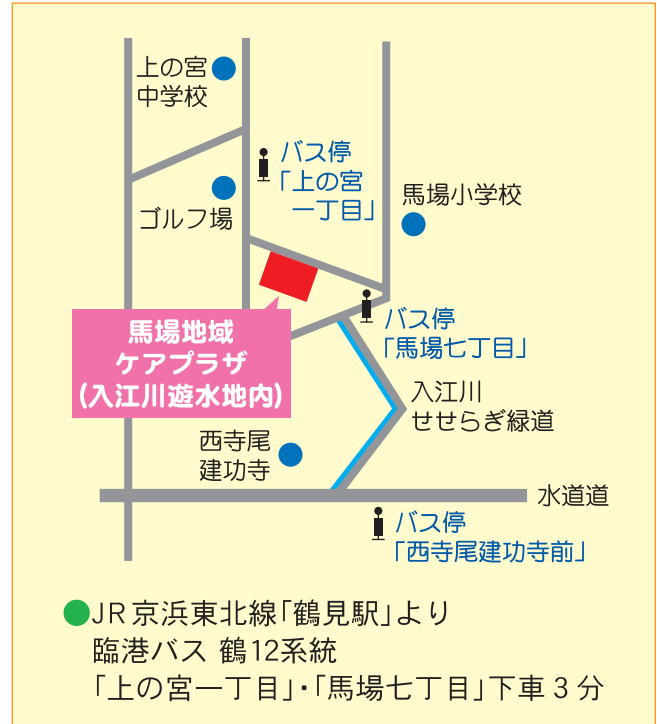 上の宮
中学校
バス停
「上の宮
一丁目」
馬場小学校
ゴルフ場
バス停
「馬場七丁目」
馬場地域
ケアプラザ
(入江川遊水地内)
入江川
せせらぎ緑道
西寺尾
建功寺
水道道
バス停
「西寺尾建功寺前」
●JR京浜東北線「鶴見駅」より
臨港バス 鶴12系統
「上の宮一丁目」・「馬場七丁目」下車3分